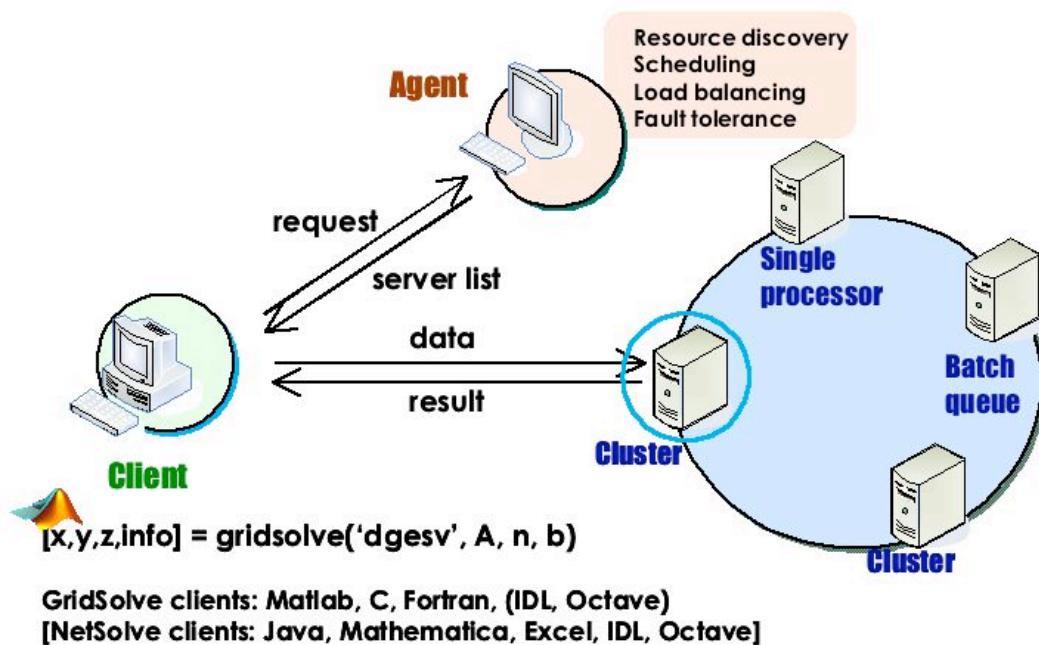 Resource discovery
Scheduling
Load balancing
Fault tolerance
Agent
request
server list
Single
processor
data
result
Batch
queue
Cluster
Client
Cluster
[x,y,z,info] = gridsolve(‘dgesv’, A, n, b)
GridSolve clients: Matlab, C, Fortran, (IDL, Octave)
[NetSolve clients: Java, Mathematica, Excel, IDL, Octave]